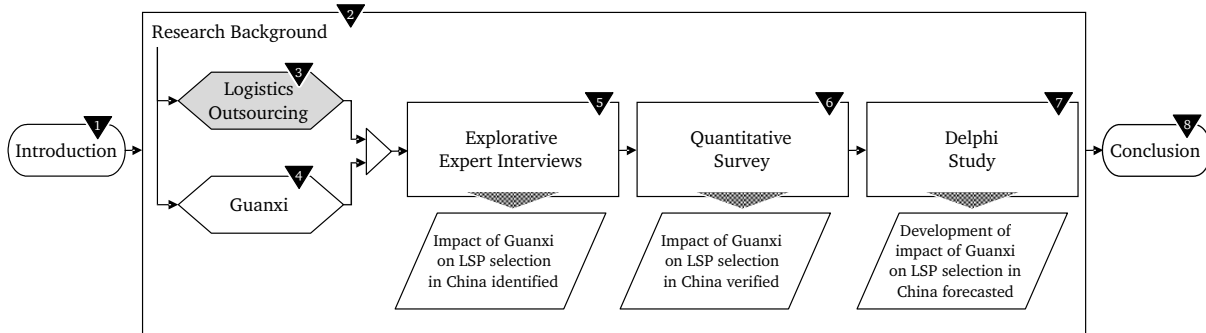 2
Research Background
3
Logistics
Outsourcing
1
Introduction
4
Guanxi
5
Explorative
Expert Interviews
6
Quantitative
Survey
7
Delphi
Study
8
Conclusion
Impact of Guanxi
on LSP selection
in China identified
Impact of Guanxi
on LSP selection
in China verified
Development of
impact of Guanxi
on LSP selection in
China forecasted